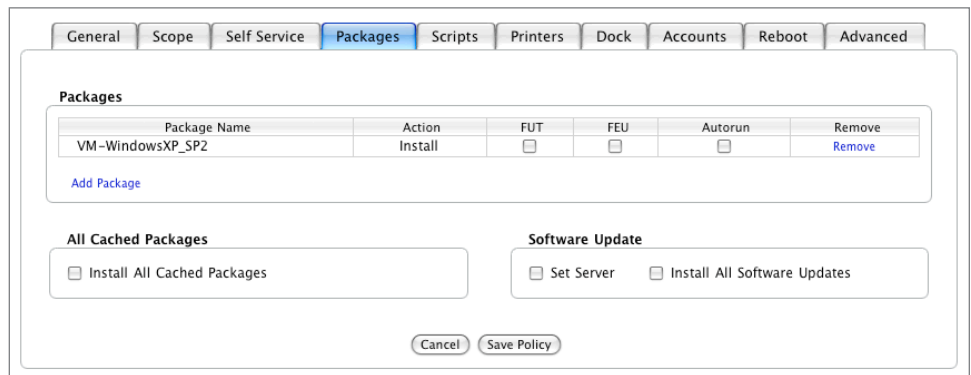 General Scope Self Service Packages Scripts Printers Dock Accounts Reboot Advanced
Packages
Package Name Action FUT FEU Autorun Remove
VM-WindowsXP_SP2 Install Remove
Add Package
All Cached Packages Software Update
Install All Cached Packages Set Server Install All Software Updates
Cancel Save Policy